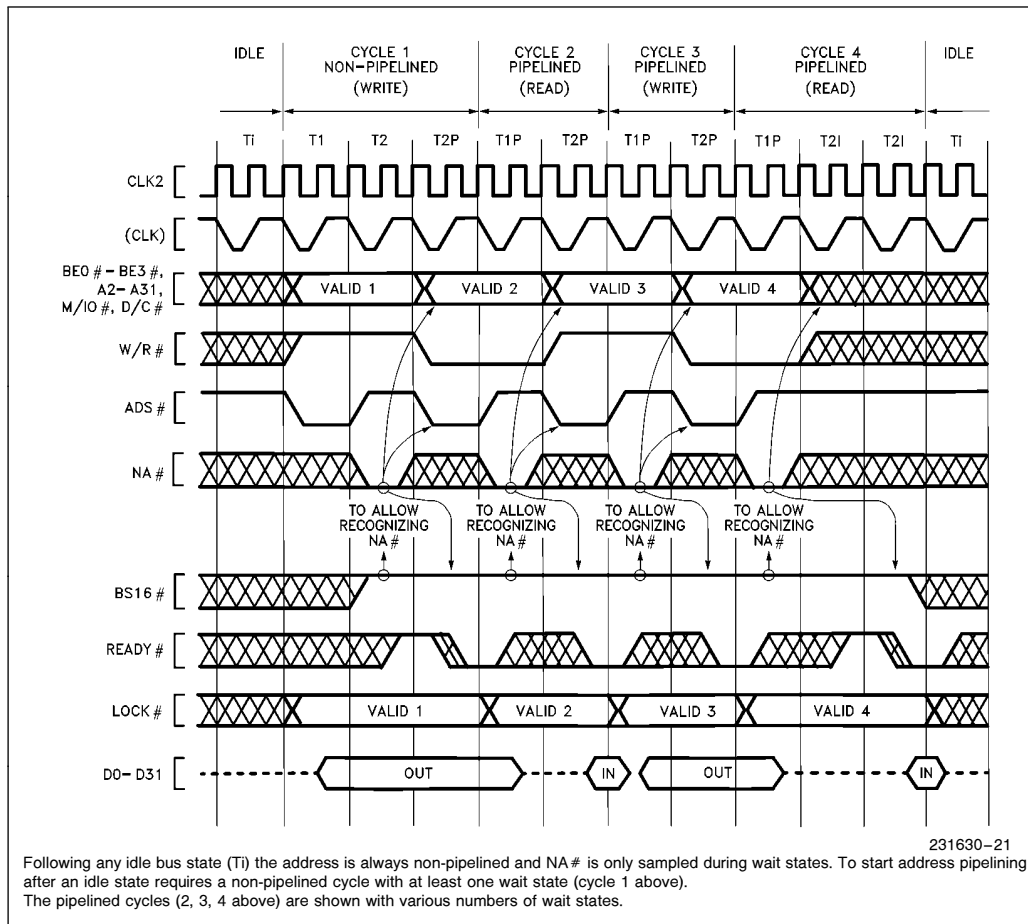 IDLE CYCLE 1 CYCLE 2 CYCLE 3 CYCLE 4 IDLE
NON-PIPELINED PIPELINED PIPELINED PIPELINED
(WRITE) (READ) (WRITE) (READ)
Ti T1 T2 T2P T1P T2P T1P T2P T1P T2I T2I Ti
CLK2
(CLK)
BE0 # - BE3 #,
A2- A31,
M/IO #, D/C #
VALID 1 VALID 2 VALID 3 VALID 4
W/R #
ADS #
NA #
TO ALLOW TO ALLOW TO ALLOW TO ALLOW
RECOGNIZING RECOGNIZING RECOGNIZING RECOGNIZING
NA # NA # NA # NA #
BS16 #
READY #
LOCK # VALID 1 VALID 2 VALID 3 VALID 4
D0- D31 OUT IN OUT IN
231630-21
Following any idle bus state (Ti) the address is always non-pipelined and NA# is only sampled during wait states. To start address pipelining
after an idle state requires a non-pipelined cycle with at least one wait state (cycle 1 above).
The pipelined cycles (2, 3, 4 above) are shown with various numbers of wait states.